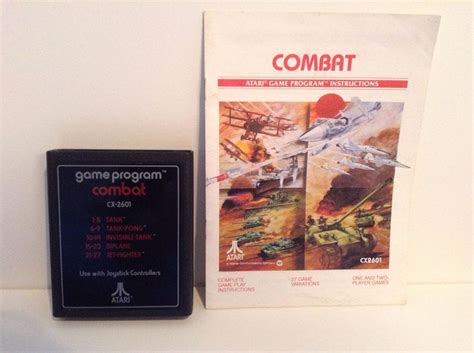 game program™
combat
CX-2601
1-5 TANK
6-9 TANK-PONG
10-14 INVISIBLE TANK
15-20 BIPLANE
21-27 JET-FIGHTER
Use with Joystick Controllers
ATARI
COMBAT
ATARI® GAME PROGRAM™ INSTRUCTIONS
ATARI
CX2601
COMPLETE
GAME PLAY
INSTRUCTIONS
27 GAME
VARIATIONS
ONE AND TWO
PLAYER GAMES